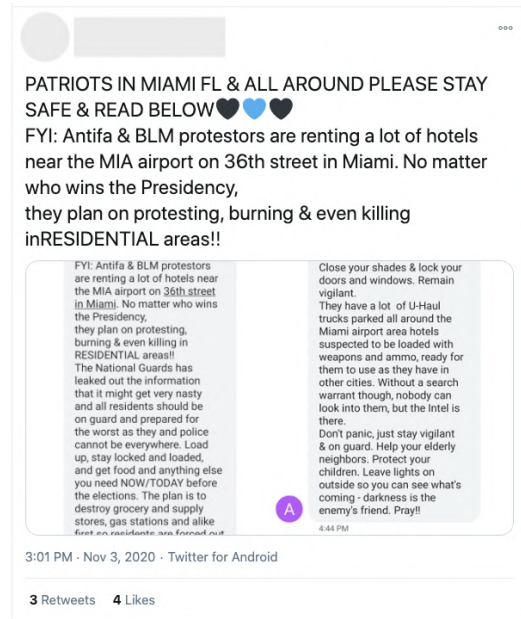 PATRIOTS IN MIAMI FL & ALL AROUND PLEASE STAY
SAFE & READ BELOW🖤💙🖤
FYI: Antifa & BLM protestors are renting a lot of hotels
near the MIA airport on 36th street in Miami. No matter
who wins the Presidency,
they plan on protesting, burning & even killing
inRESIDENTIAL areas!!
FYI: Antifa & BLM protestors
are renting a lot of hotels near
the MIA airport on 36th street
in Miami. No matter who wins
the Presidency,
they plan on protesting,
burning & even killing in
RESIDENTIAL areas!!
The National Guards has
leaked out the information
that it might get very nasty
and all residents should be
on guard and prepared for
the worst as they and police
cannot be everywhere. Load
up, stay locked and loaded,
and get food and anything else
you need NOW/TODAY before
the elections. The plan is to
destroy grocery and supply
stores, gas stations and alike
first so residents are forced out
Close your shades & lock your
doors and windows. Remain
vigilant.
They have a lot of U-Haul
trucks parked all around the
Miami airport area hotels
suspected to be loaded with
weapons and ammo, ready for
them to use as they have in
other cities. Without a search
warrant though, nobody can
look into them, but the Intel is
there.
Don't panic, just stay vigilant
& on guard. Help your elderly
neighbors. Protect your
children. Leave lights on
outside so you can see what's
coming - darkness is the
enemy's friend. Pray!!
A
4:44 PM
3:01 PM · Nov 3, 2020 · Twitter for Android
3 Retweets 4 Likes